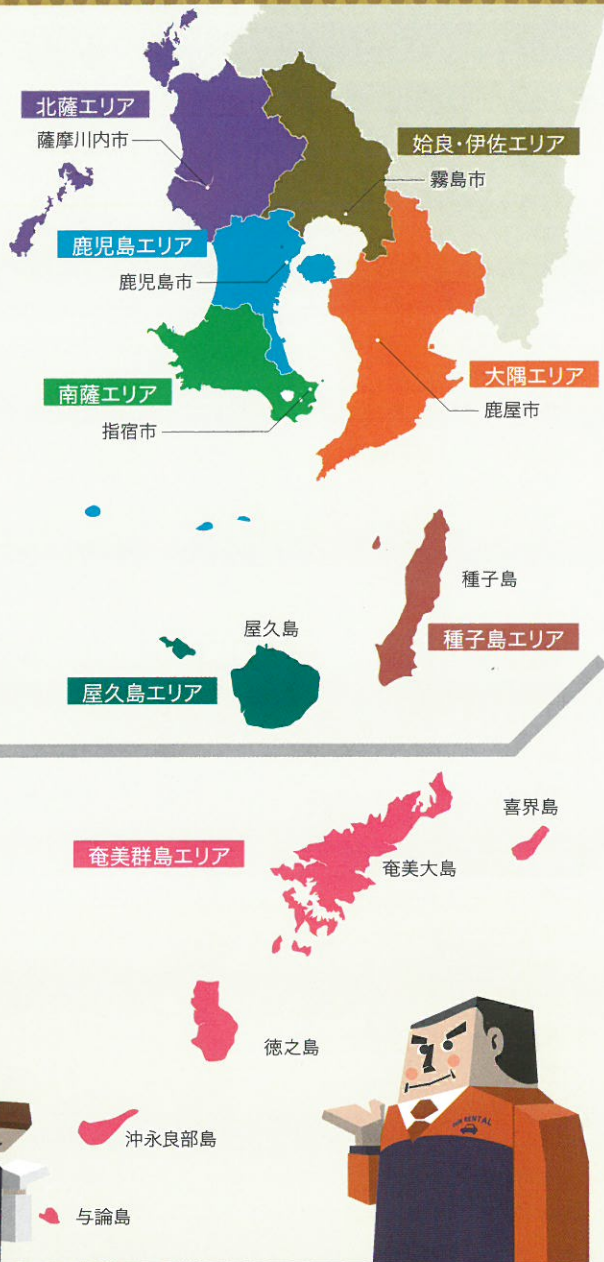 北薩エリア
薩摩川内市
姶良・伊佐エリア
霧島市
鹿児島エリア
鹿児島市
大隅エリア
鹿屋市
南薩エリア
指宿市
種子島
種子島エリア
屋久島
屋久島エリア
喜界島
奄美群島エリア
奄美大島
徳之島
沖永良部島
与論島